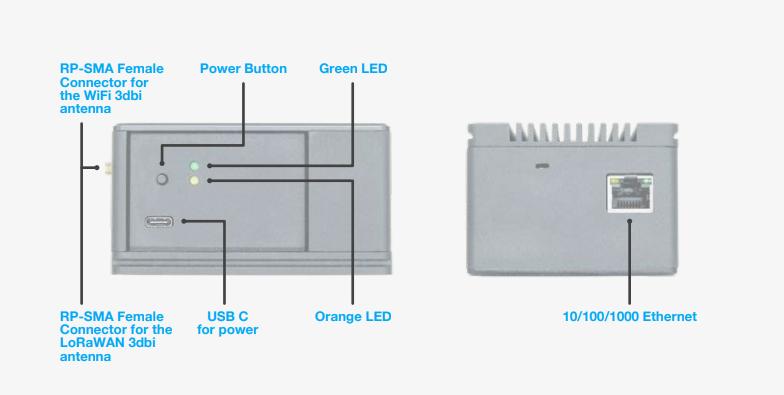 RP-SMA Female
Connector for
the WiFi 3dbi
antenna
Power Button
Green LED
RP-SMA Female
Connector for the
LoRaWAN 3dbi
antenna
USB C
for power
Orange LED
10/100/1000 Ethernet